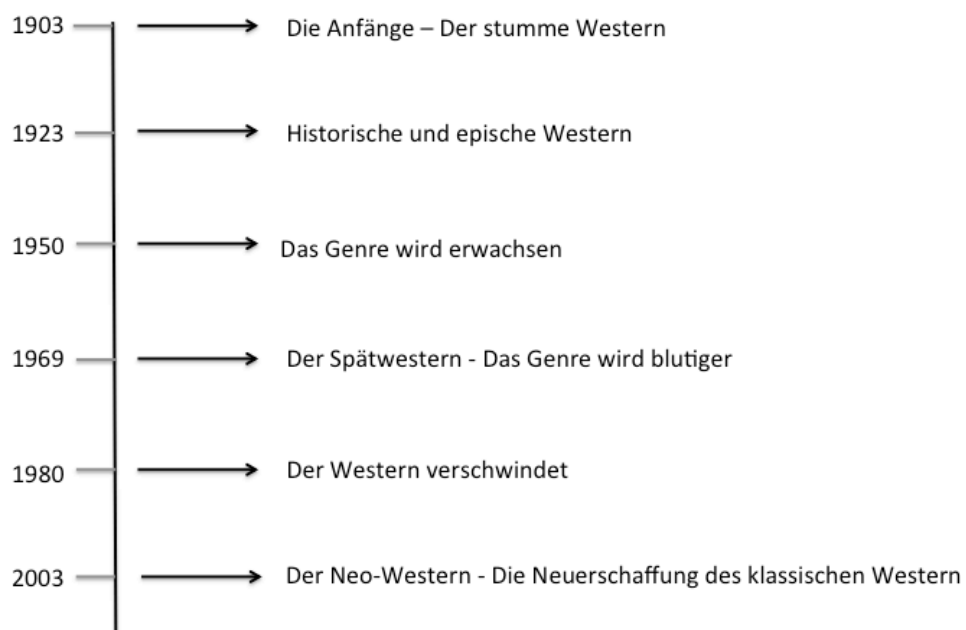 1903 Die Anfänge – Der stumme Western
1923 Historische und epische Western
1950 Das Genre wird erwachsen
1969 Der Spätwestern - Das Genre wird blutiger
1980 Der Western verschwindet
2003 Der Neo-Western - Die Neuerschaffung des klassischen Western